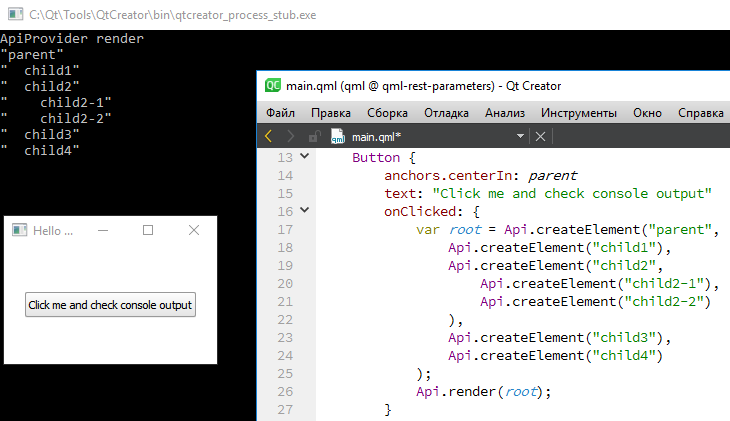 C:\Qt\Tools\QtCreator\bin\qtcreator_process_stub.exe
ApiProvider render
"parent"
"  child1"
"  child2"
"    child2-1"
"    child2-2"
"  child3"
"  child4"
Hello ...
Click me and check console output
QC main.qml (qml @ qml-rest-parameters) - Qt Creator
Файл Правка Сборка Отладка Анализ Инструменты Окно Справка
qml main.qml*
13 Button {
14 anchors.centerIn: parent
15 text: "Click me and check console output"
16 onClicked: {
17 var root = Api.createElement("parent",
18 Api.createElement("child1"),
19 Api.createElement("child2",
20 Api.createElement("child2-1"),
21 Api.createElement("child2-2")
22 ),
23 Api.createElement("child3"),
24 Api.createElement("child4")
25 );
26 Api.render(root);
27 }